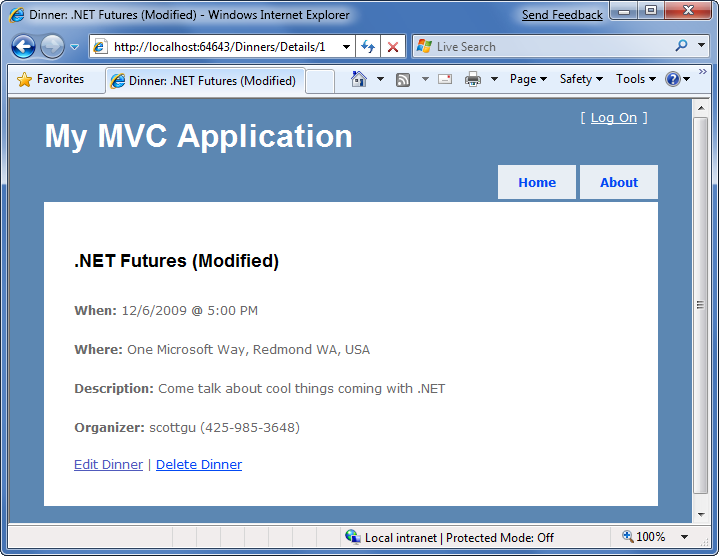 Dinner: .NET Futures (Modified) - Windows Internet Explorer
Send Feedback
http://localhost:64643/Dinners/Details/1
Live Search
Favorites
Dinner: .NET Futures (Modified)
Page
Safety
Tools
[ Log On ]
My MVC Application
Home
About
.NET Futures (Modified)
When: 12/6/2009 @ 5:00 PM
Where: One Microsoft Way, Redmond WA, USA
Description: Come talk about cool things coming with .NET
Organizer: scottgu (425-985-3648)
Edit Dinner | Delete Dinner
Local intranet | Protected Mode: Off
100%